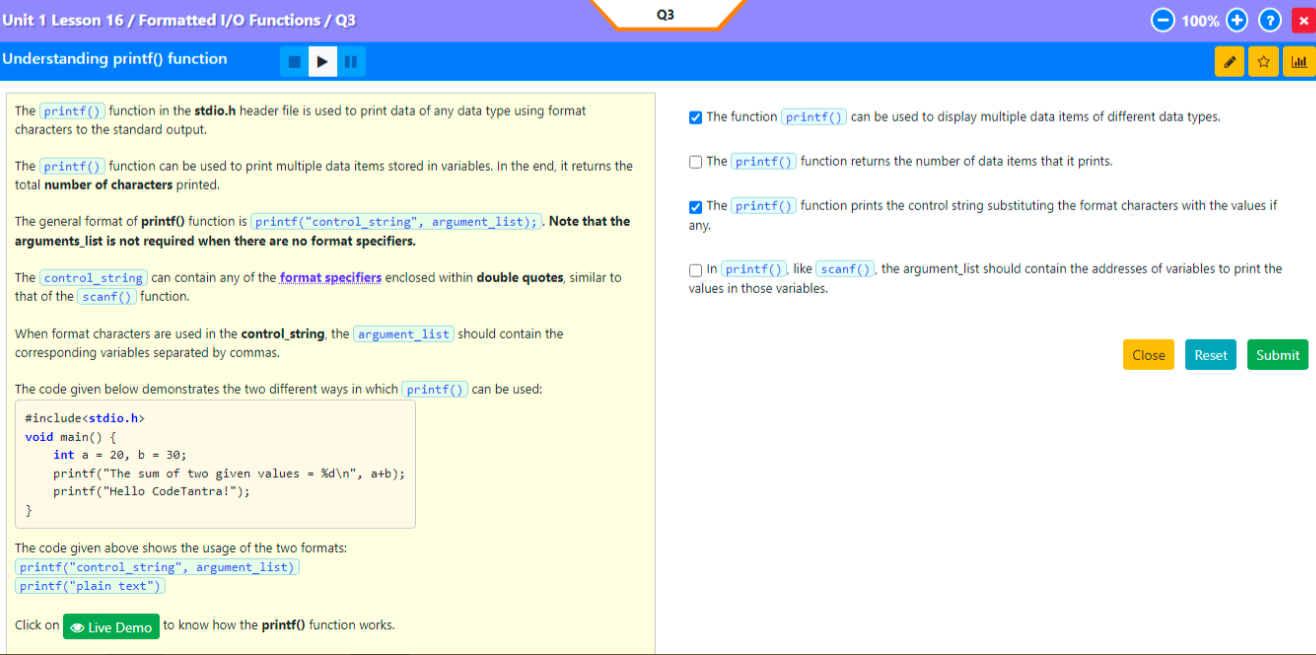 Unit 1 Lesson 16 / Formatted I/O Functions / Q3
Q3
100%
Understanding printf() function
The printf() function in the stdio.h header file is used to print data of any data type using format
characters to the standard output.
The printf() function can be used to print multiple data items stored in variables. In the end, it returns the
total number of characters printed.
The general format of printf() function is printf("control_string", argument_list);. Note that the
arguments_list is not required when there are no format specifiers.
The control_string can contain any of the format specifiers enclosed within double quotes, similar to
that of the scanf() function.
When format characters are used in the control_string, the argument_list should contain the
corresponding variables separated by commas.
The code given below demonstrates the two different ways in which printf() can be used:
#include<stdio.h>
void main() {
    int a = 20, b = 30;
    printf("The sum of two given values = %d\n", a+b);
    printf("Hello CodeTantra!");
}
The code given above shows the usage of the two formats:
printf("control_string", argument_list)
printf("plain text")
Click on Live Demo to know how the printf() function works.
The function printf() can be used to display multiple data items of different data types.
The printf() function returns the number of data items that it prints.
The printf() function prints the control string substituting the format characters with the values if
any.
In printf(), like scanf(), the argument_list should contain the addresses of variables to print the
values in those variables.
Close Reset Submit